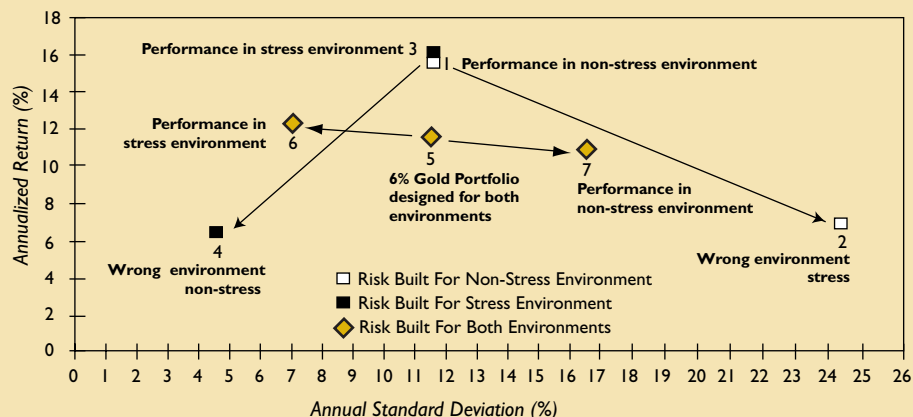 18
16
14
12
10
8
6
4
2
0
Annualized Return (%)
Performance in stress environment 3
1 Performance in non-stress environment
Performance in
stress environment
6
5
6% Gold Portfolio
designed for both
environments
7
Performance in
non-stress environment
4
Wrong environment
non-stress
2
Wrong environment
stress
Risk Built For Non-Stress Environment
Risk Built For Stress Environment
Risk Built For Both Environments
0 1 2 3 4 5 6 7 8 9 10 11 12 13 14 15 16 17 18 19 20 21 22 23 24 25 26
Annual Standard Deviation (%)